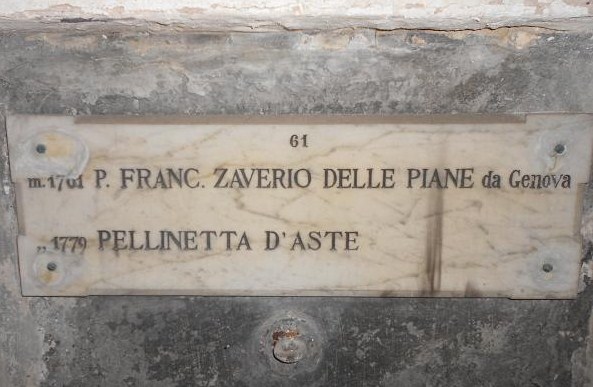 61
m. 1761 P. FRANC. ZAVERIO DELLE PIANE da Genova
„ 1779 PELLINETTA D'ASTE